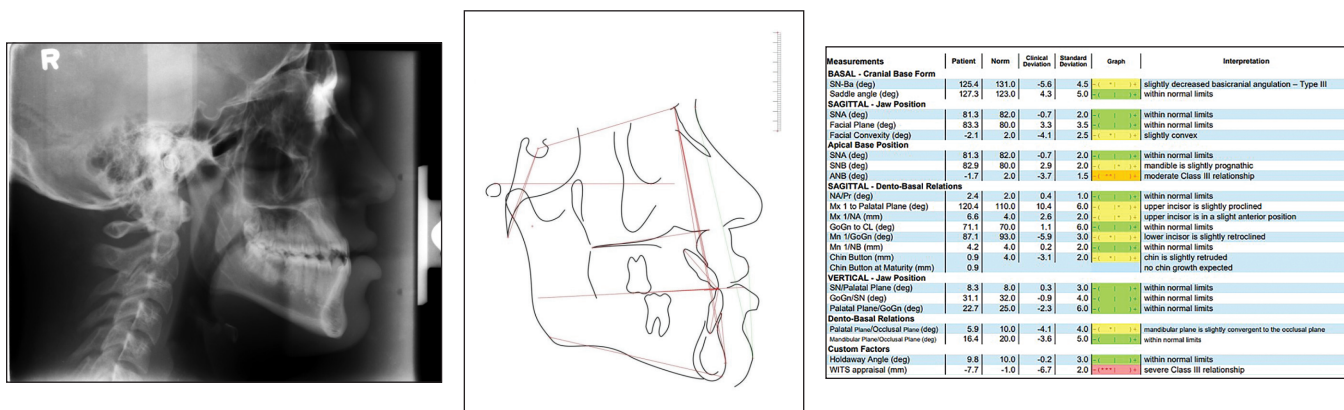 R
Measurements Patient Norm Clinical Deviation Standard Deviation Graph Interpretation
BASAL - Cranial Base Form
SN-Ba (deg) 125.4 131.0 -5.6 4.5 slightly decreased basicranial angulation – Type III
Saddle angle (deg) 127.3 123.0 4.3 5.0 within normal limits
SAGITTAL - Jaw Position
SNA (deg) 81.3 82.0 -0.7 2.0 within normal limits
Facial Plane (deg) 83.3 80.0 3.3 3.5 within normal limits
Facial Convexity (deg) -2.1 2.0 -4.1 2.5 slightly convex
Apical Base Position
SNA (deg) 81.3 82.0 -0.7 2.0 within normal limits
SNB (deg) 82.9 80.0 2.9 2.0 mandible is slightly prognathic
ANB (deg) -1.7 2.0 -3.7 1.5 moderate Class III relationship
SAGITTAL - Dento-Basal Relations
NA/Pr (deg) 2.4 2.0 0.4 1.0 within normal limits
Mx 1 to Palatal Plane (deg) 120.4 110.0 10.4 6.0 upper incisor is slightly proclined
Mx 1/NA (mm) 6.6 4.0 2.6 2.0 upper incisor is in a slight anterior position
GoGn to CL (deg) 71.1 70.0 1.1 6.0 within normal limits
Mn 1/GoGn (deg) 87.1 93.0 -5.9 3.0 lower incisor is slightly retroclined
Mn 1/NB (mm) 4.2 4.0 0.2 2.0 within normal limits
Chin Button (mm) 0.9 4.0 -3.1 2.0 chin is slightly retruded
Chin Button at Maturity (mm) 0.9 no chin growth expected
VERTICAL - Jaw Position
SN/Palatal Plane (deg) 8.3 8.0 0.3 3.0 within normal limits
GoGn/SN (deg) 31.1 32.0 -0.9 4.0 within normal limits
Palatal Plane/GoGn (deg) 22.7 25.0 -2.3 6.0 within normal limits
Dento-Basal Relations
Palatal Plane/Occlusal Plane (deg) 5.9 10.0 -4.1 4.0 mandibular plane is slightly convergent to the occlusal plane
Mandibular Plane/Occlusal Plane (deg) 16.4 20.0 -3.6 5.0 within normal limits
Custom Factors
Holdaway Angle (deg) 9.8 10.0 -0.2 3.0 within normal limits
WITS appraisal (mm) -7.7 -1.0 -6.7 2.0 severe Class III relationship